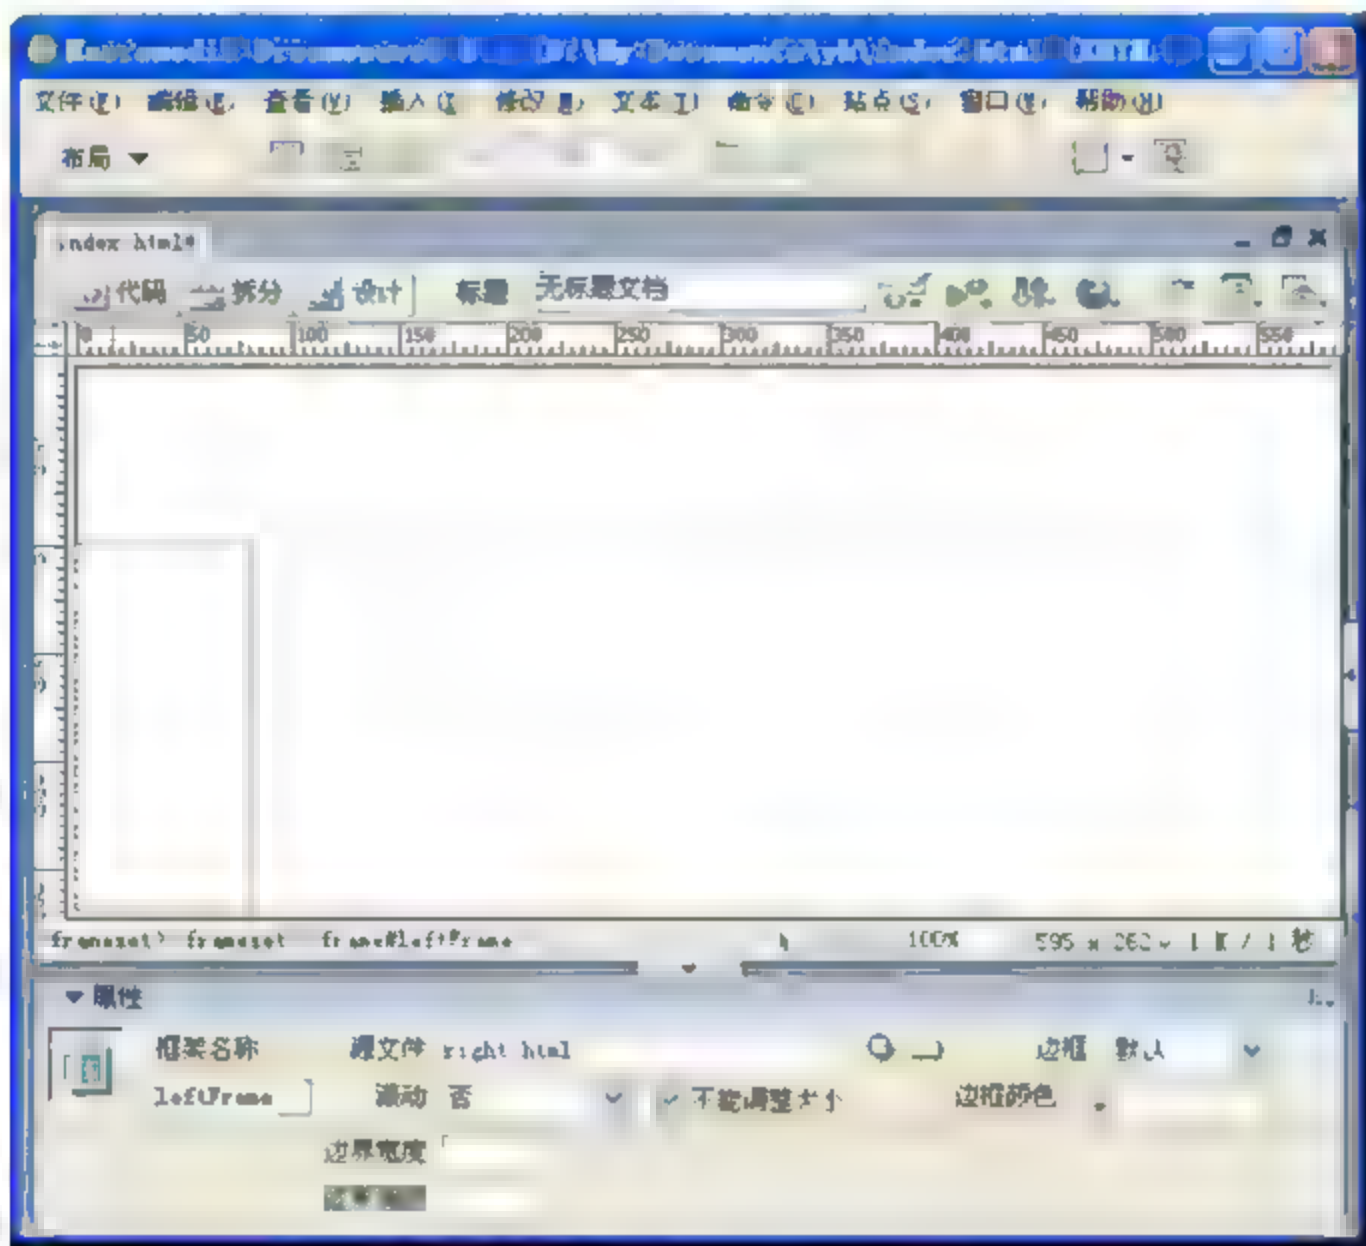 文件(F) 编辑(E) 查看(V) 插入(I) 修改 文本 T) 命令(C) 站点(S) 窗口(W) 帮助(H)
布局
ndex html*
代码 拆分 设计 标题 无标题文档
0 50 100 150 200 250 300 350 400 450 500 550
frameset> frameset frame#leftFrame 100% 595 x 262 1 K / 1 秒
属性
框架名称 源文件 right html 边框 默认
leftFrame 滚动 否 不能调整大小 边框颜色
边界宽度